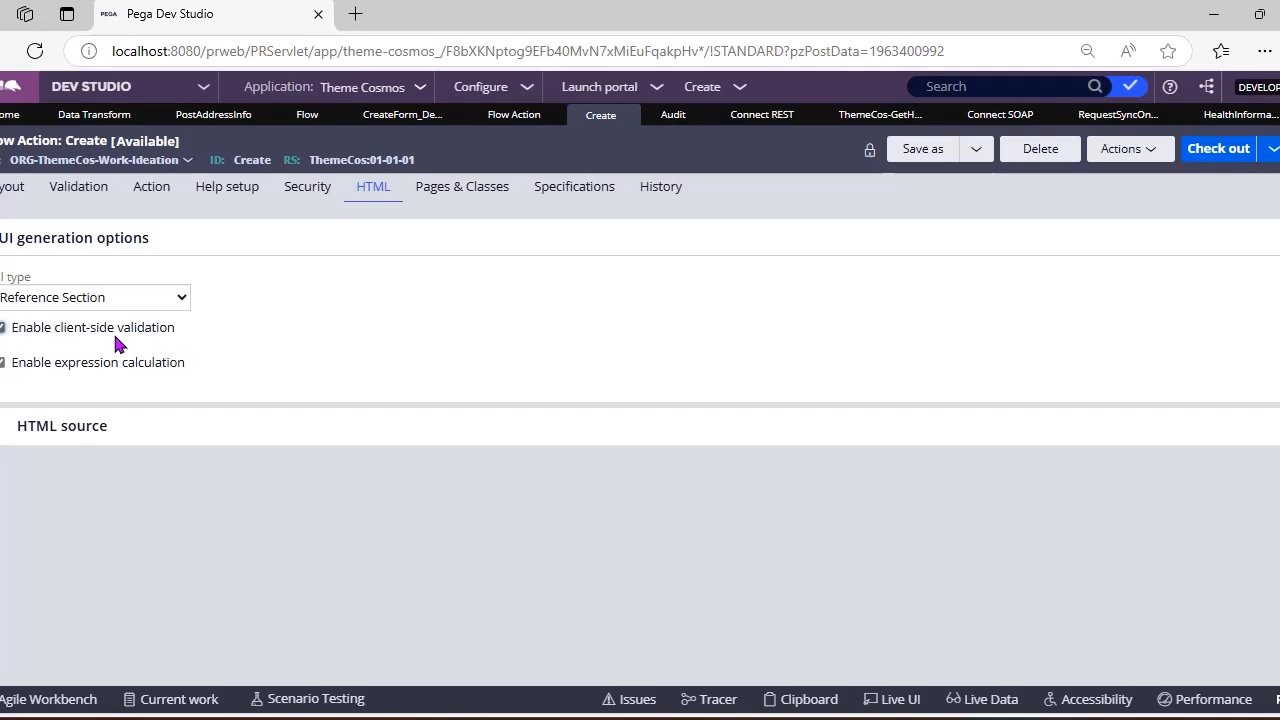 PEGA Pega Dev Studio
localhost:8080/prweb/PRServlet/app/theme-cosmos_/F8bXKNptog9EFb40MvN7xMiEuFqakpHv*/!STANDARD?pzPostData=1963400992
DEV STUDIO Application: Theme Cosmos Configure Launch portal Create Search DEVELOP
ome Data Transform PostAddressInfo Flow CreateForm_De... Flow Action Create Audit Connect REST ThemeCos-GetH... Connect SOAP RequestSyncOn... HealthInforma...
ow Action: Create [Available]
: ORG-ThemeCos-Work-Ideation ID: Create RS: ThemeCos:01-01-01
Save as Delete Actions Check out
yout Validation Action Help setup Security HTML Pages & Classes Specifications History
UI generation options
l type
Reference Section
Enable client-side validation
Enable expression calculation
HTML source
Agile Workbench Current work Scenario Testing Issues Tracer Clipboard Live UI Live Data Accessibility Performance